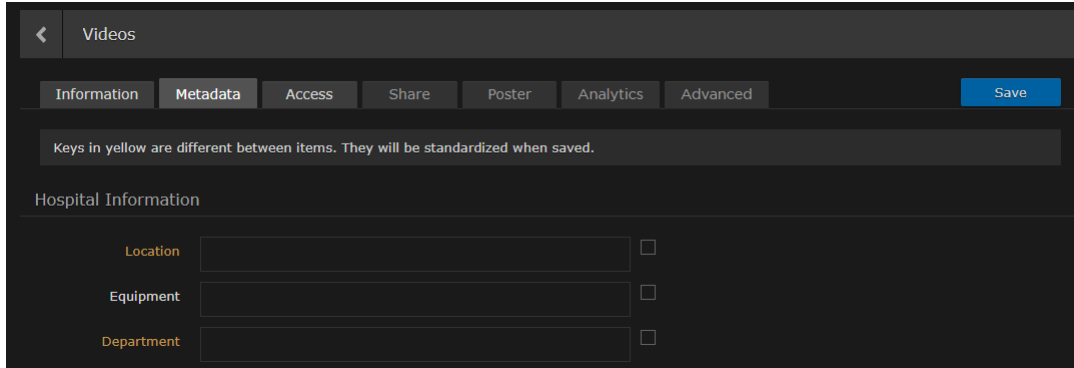 Videos
Information Metadata Access Share Poster Analytics Advanced Save
Keys in yellow are different between items. They will be standardized when saved.
Hospital Information
Location
Equipment
Department